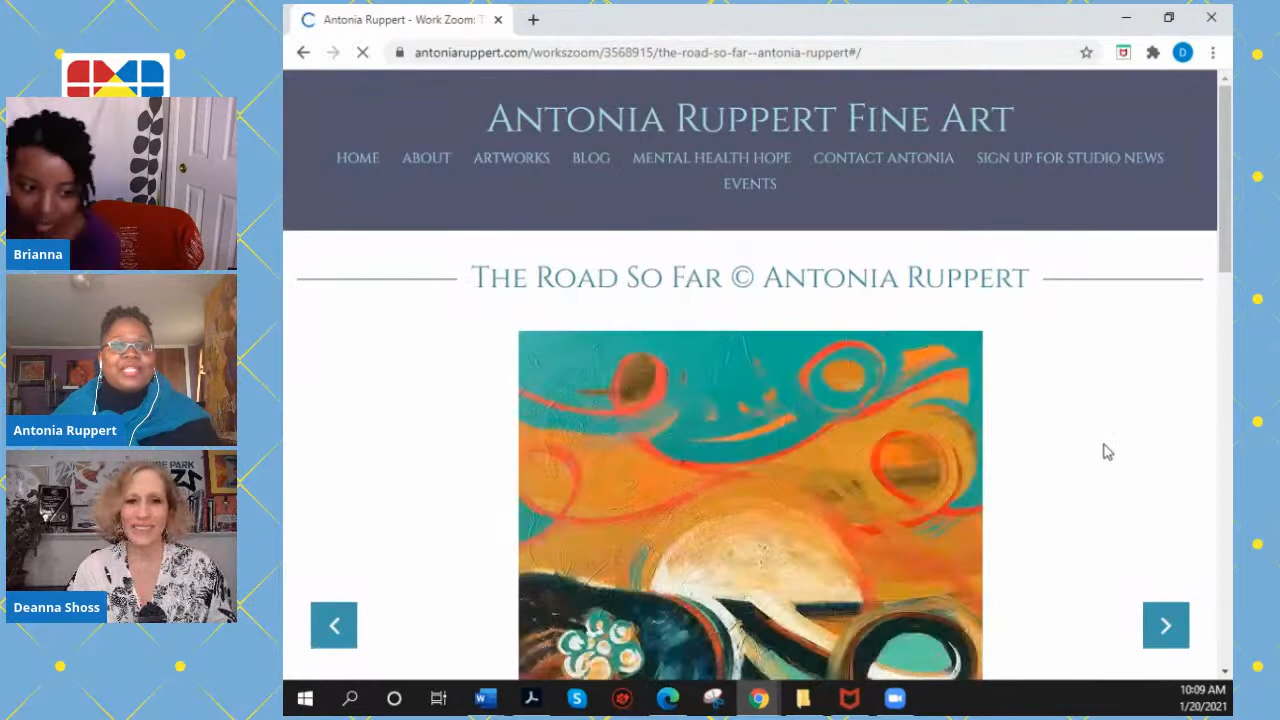 Antonia Ruppert - Work Zoom: T
antoniaruppert.com/workszoom/3568915/the-road-so-far--antonia-ruppert#/
D
ANTONIA RUPPERT FINE ART
HOME ABOUT ARTWORKS BLOG MENTAL HEALTH HOPE CONTACT ANTONIA SIGN UP FOR STUDIO NEWS
EVENTS
THE ROAD SO FAR © ANTONIA RUPPERT
Brianna
Antonia Ruppert
DE PARK
Deanna Shoss
10:09 AM
1/20/2021